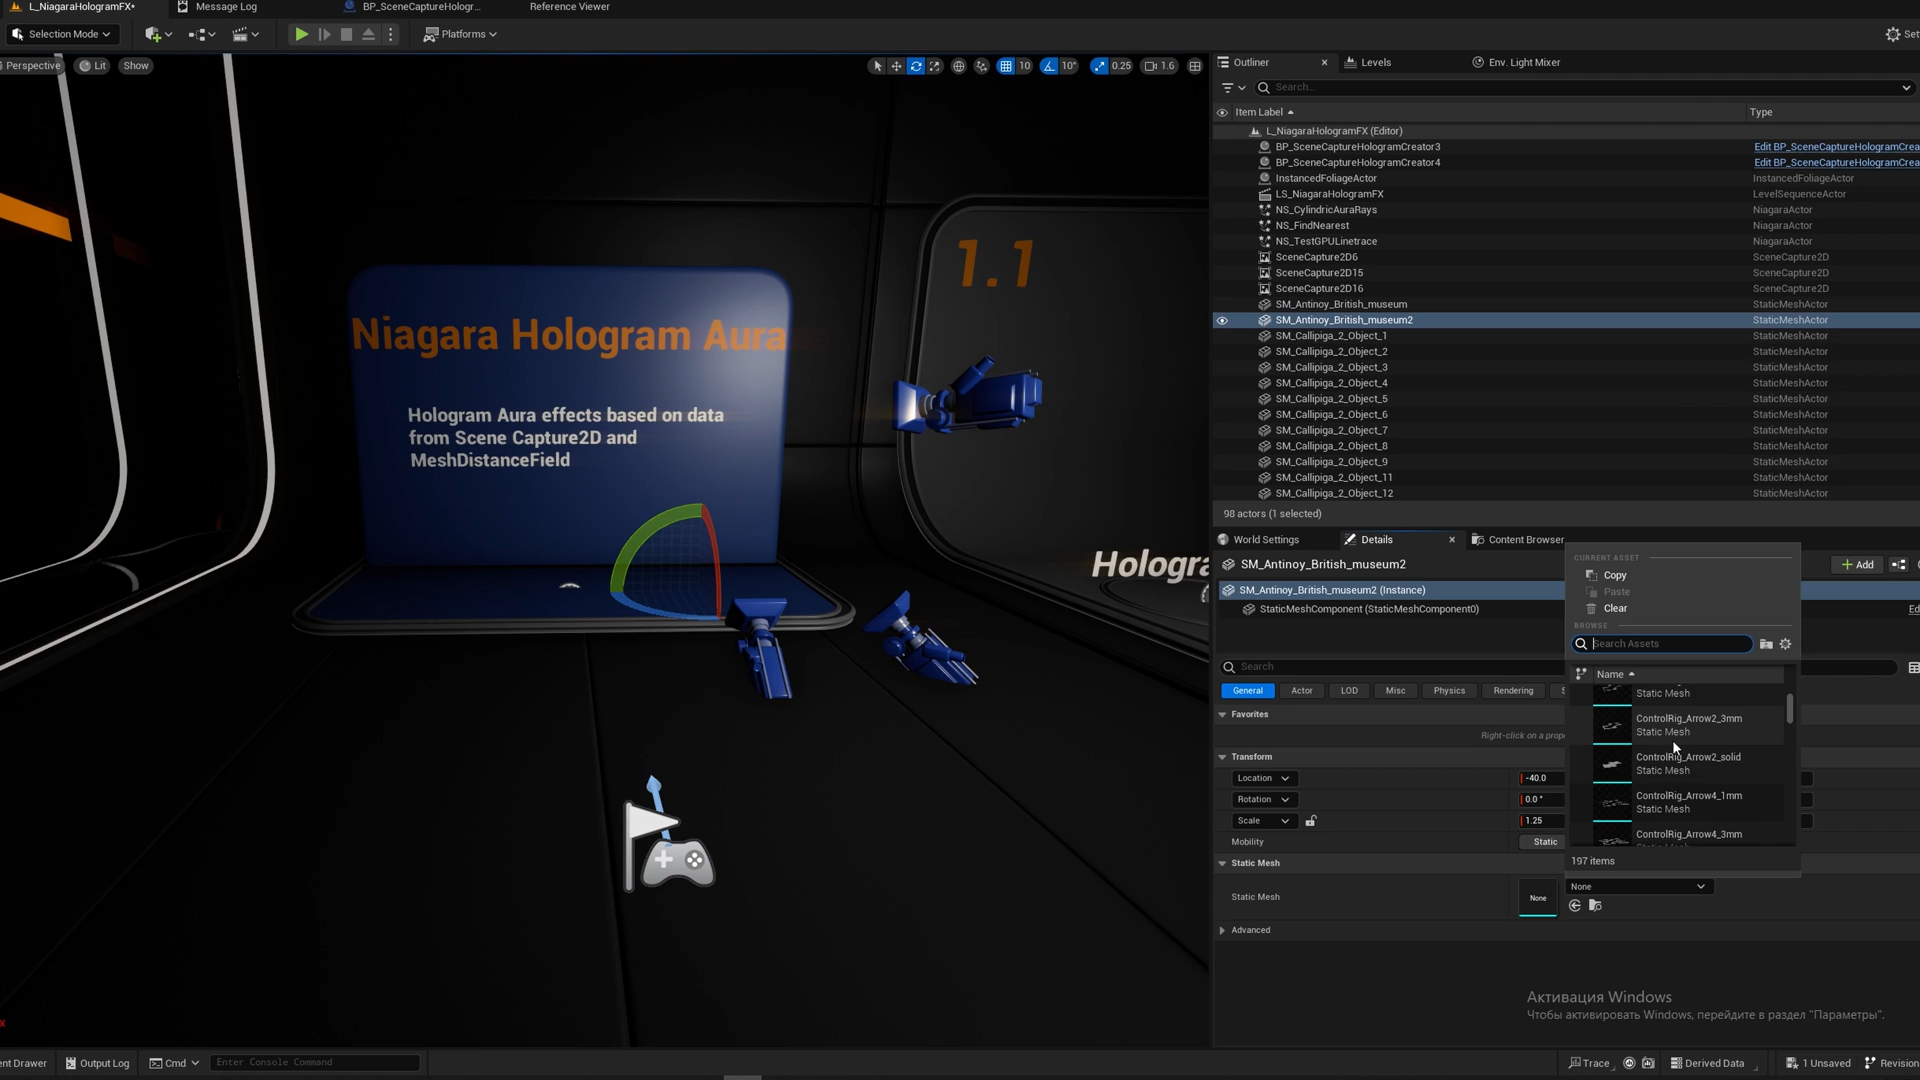 L_NiagaraHologramFX•
Message Log
BP_SceneCaptureHologr...
Reference Viewer
Selection Mode
Platforms
Perspective
Lit
Show
10
10°
0.25
1.6
Niagara Hologram Aura
Hologram Aura effects based on data
from Scene Capture2D and
MeshDistanceField
1.1
Hologra
Outliner
Levels
Env. Light Mixer
Search...
Item Label
Type
L_NiagaraHologramFX (Editor)
BP_SceneCaptureHologramCreator3 Edit BP_SceneCaptureHologramCrea
BP_SceneCaptureHologramCreator4 Edit BP_SceneCaptureHologramCrea
InstancedFoliageActor InstancedFoliageActor
LS_NiagaraHologramFX LevelSequenceActor
NS_CylindricAuraRays NiagaraActor
NS_FindNearest NiagaraActor
NS_TestGPULinetrace NiagaraActor
SceneCapture2D6 SceneCapture2D
SceneCapture2D15 SceneCapture2D
SceneCapture2D16 SceneCapture2D
SM_Antinoy_British_museum StaticMeshActor
SM_Antinoy_British_museum2 StaticMeshActor
SM_Callipiga_2_Object_1 StaticMeshActor
SM_Callipiga_2_Object_2 StaticMeshActor
SM_Callipiga_2_Object_3 StaticMeshActor
SM_Callipiga_2_Object_4 StaticMeshActor
SM_Callipiga_2_Object_5 StaticMeshActor
SM_Callipiga_2_Object_6 StaticMeshActor
SM_Callipiga_2_Object_7 StaticMeshActor
SM_Callipiga_2_Object_8 StaticMeshActor
SM_Callipiga_2_Object_9 StaticMeshActor
SM_Callipiga_2_Object_11 StaticMeshActor
SM_Callipiga_2_Object_12 StaticMeshActor
98 actors (1 selected)
World Settings
Details
Content Browser
SM_Antinoy_British_museum2
Add
SM_Antinoy_British_museum2 (Instance)
StaticMeshComponent (StaticMeshComponent0)
Search
General
Actor
LOD
Misc
Physics
Rendering
Favorites
Right-click on a prope
Transform
Location
-40.0
Rotation
0.0 °
Scale
1.25
Mobility
Static
Static Mesh
Static Mesh
None
None
Advanced
CURRENT ASSET
Copy
Paste
Clear
BROWSE
Search Assets
Name
Static Mesh
ControlRig_Arrow2_3mm
Static Mesh
ControlRig_Arrow2_solid
Static Mesh
ControlRig_Arrow4_1mm
Static Mesh
ControlRig_Arrow4_3mm
197 items
Активация Windows
Чтобы активировать Windows, перейдите в раздел "Параметры".
ent Drawer
Output Log
Cmd
Enter Console Command
Trace
Derived Data
1 Unsaved
Revision